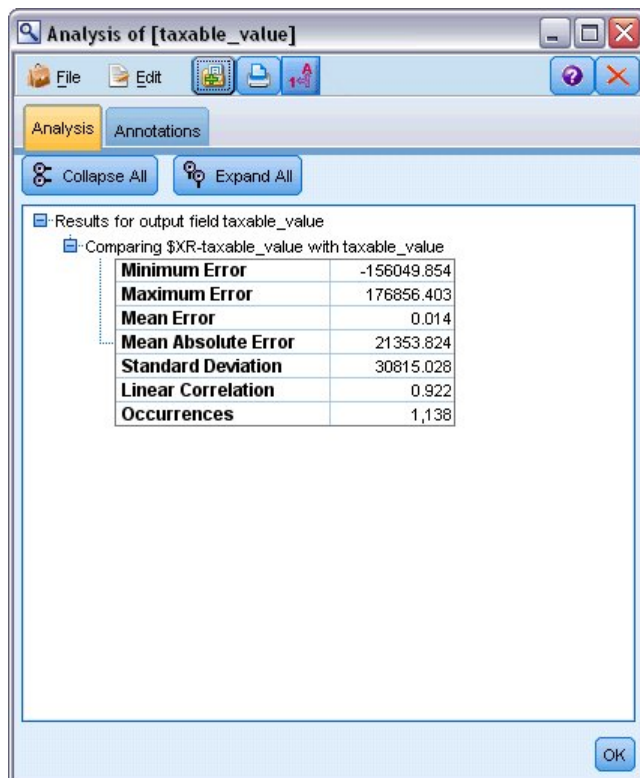 Analysis of [taxable_value]
File Edit
Analysis Annotations
Collapse All Expand All
Results for output field taxable_value
Comparing $XR-taxable_value with taxable_value
Minimum Error -156049.854
Maximum Error 176856.403
Mean Error 0.014
Mean Absolute Error 21353.824
Standard Deviation 30815.028
Linear Correlation 0.922
Occurrences 1,138
OK